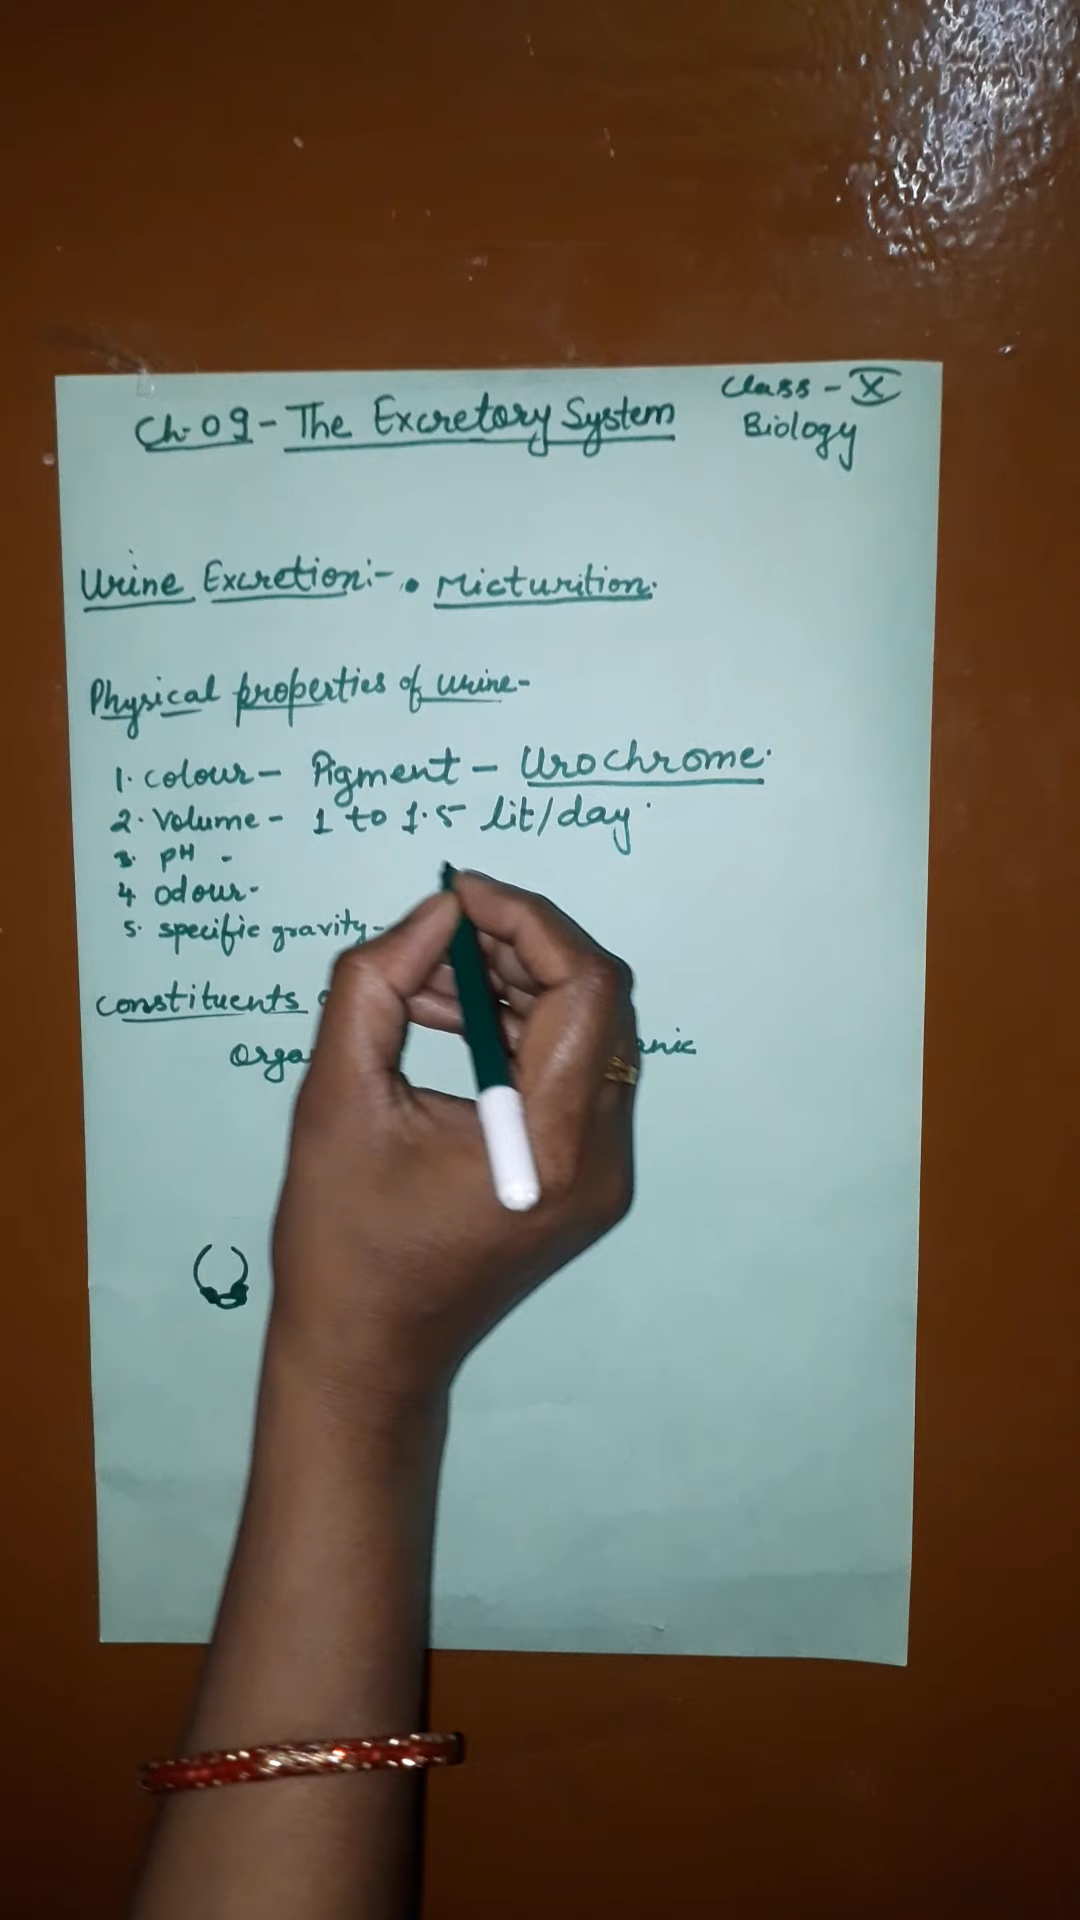 Ch-09 - The Excretory System
Class - X
Biology
Urine Excretion:- • Micturition.
Physical properties of urine-
1. colour - Pigment - Urochrome.
2. Volume - 1 to 1.5 lit/day.
3. pH -
4. odour-
5. specific gravity-
constituents